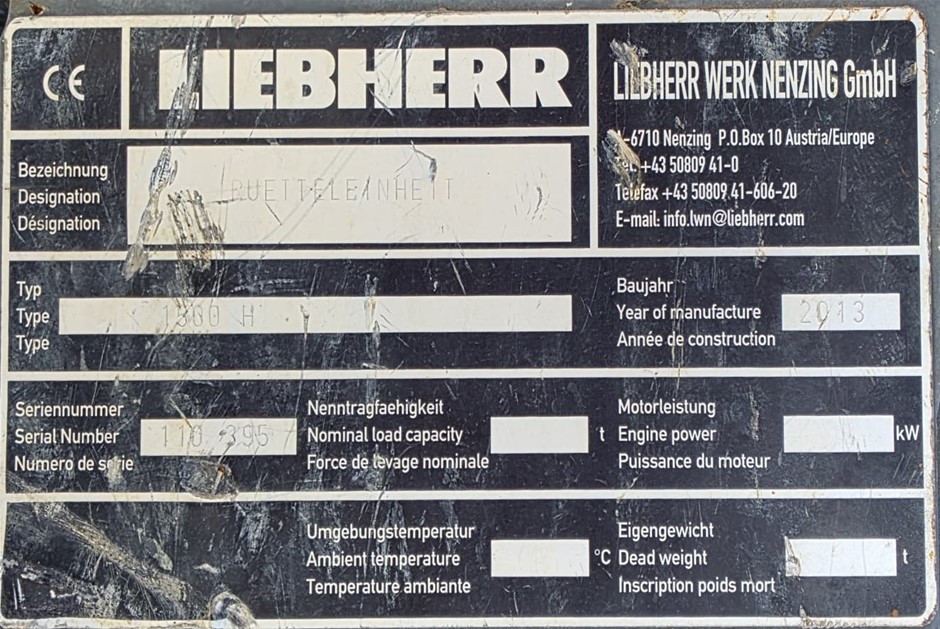 CE
LIEBHERR
LIEBHERR WERK NENZING GmbH
A-6710 Nenzing P.O.Box 10 Austria/Europe
Tel. +43 50809 41-0
Telefax +43 50809 41-606-20
E-mail: info.lwn@liebherr.com
Bezeichnung
Designation
Désignation
RUETTELEINHEIT
Typ
Type
Type
1500 H
Baujahr
Year of manufacture
Année de construction
2013
Seriennummer
Serial Number
Numero de serie
110 395
Nenntragfaehigkeit
Nominal load capacity
Force de levage nominale
t
Motorleistung
Engine power
Puissance du moteur
kW
Umgebungstemperatur
Ambient temperature
Temperature ambiante
°C
Eigengewicht
Dead weight
Inscription poids mort
t